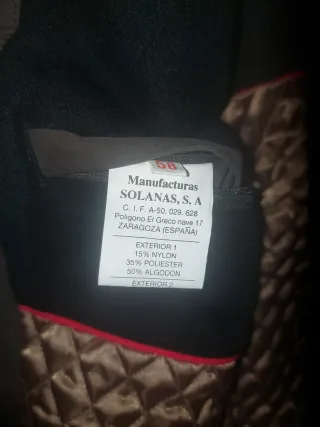 58
Manufacturas
SOLANAS, S. A
C. I. F. A-50. 029. 628
Poligono El Greco nave 17
ZARAGOZA (ESPAÑA)
EXTERIOR 1
15% NYLON
35% POLIESTER
50% ALGODON
EXTERIOR 2